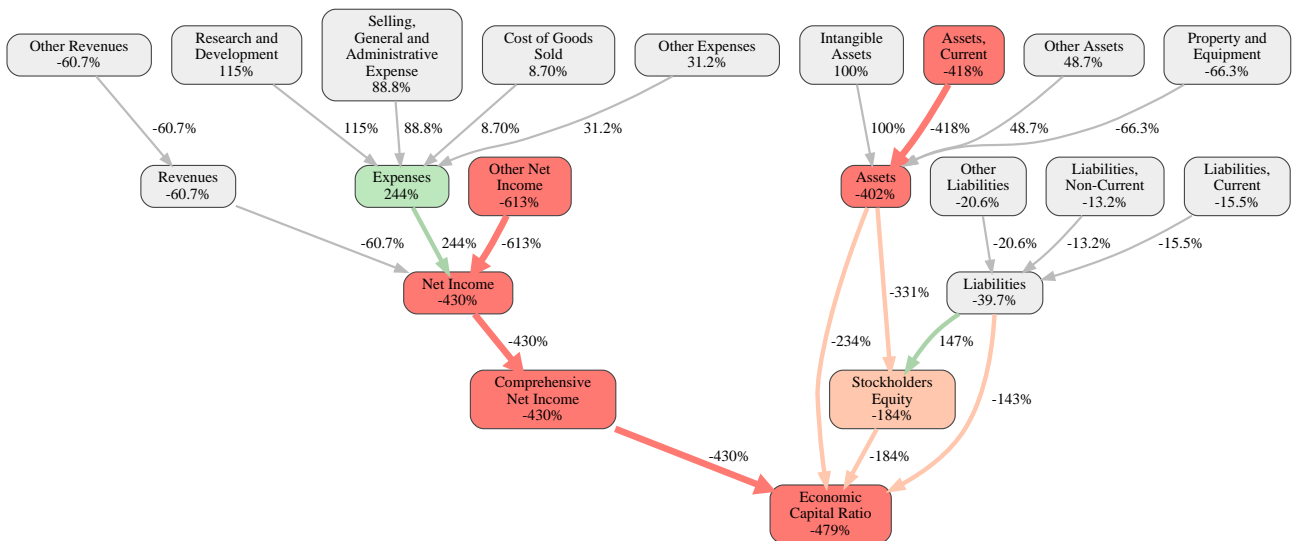 Other Revenues
-60.7%
Research and
Development
115%
Selling,
General and
Administrative
Expense
88.8%
Cost of Goods
Sold
8.70%
Other Expenses
31.2%
Intangible
Assets
100%
Assets,
Current
-418%
Other Assets
48.7%
Property and
Equipment
-66.3%
-60.7%
115%
88.8%
8.70%
31.2%
100%
-418%
48.7%
-66.3%
Revenues
-60.7%
Expenses
244%
Other Net
Income
-613%
Assets
-402%
Other
Liabilities
-20.6%
Liabilities,
Non-Current
-13.2%
Liabilities,
Current
-15.5%
-60.7%
244%
-613%
-20.6%
-13.2%
-15.5%
Net Income
-430%
-331%
Liabilities
-39.7%
-430%
-234%
147%
Comprehensive
Net Income
-430%
Stockholders
Equity
-184%
-143%
-430%
-184%
Economic
Capital Ratio
-479%